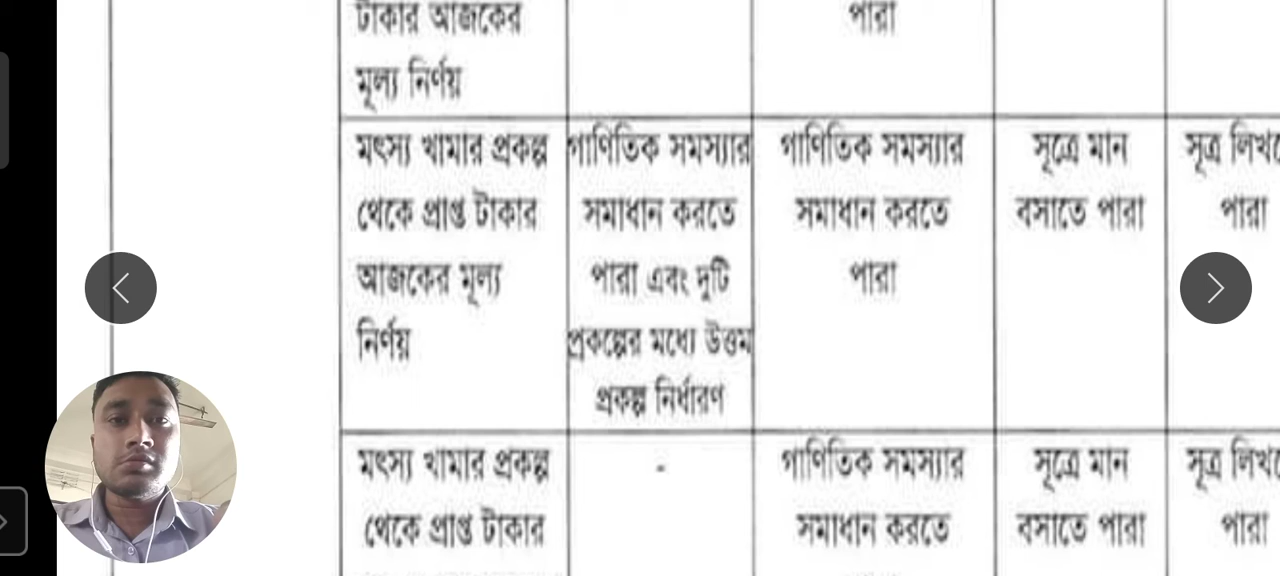 টাকার আজকের
মূল্য নির্ণয়
পারা
মৎস্য খামার প্রকল্প
থেকে প্রাপ্ত টাকার
আজকের মূল্য
নির্ণয়
গাণিতিক সমস্যার
সমাধান করতে
পারা এবং দুটি
প্রকল্পের মধ্যে উত্তম
প্রকল্প নির্ধারণ
গাণিতিক সমস্যার
সমাধান করতে
পারা
সূত্রে মান
বসাতে পারা
সূত্র
পারা
মৎস্য খামার প্রকল্প
থেকে প্রাপ্ত টাকার
-
গাণিতিক সমস্যার
সমাধান করতে
সূত্রে মান
বসাতে পারা
সূত্র
পারা